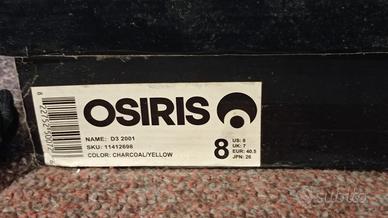 OSIRIS
NAME: D3 2001
SKU: 11412698
COLOR: CHARCOAL/YELLOW
8
US: 8
UK: 7
EUR: 40.5
JPN: 26
subito